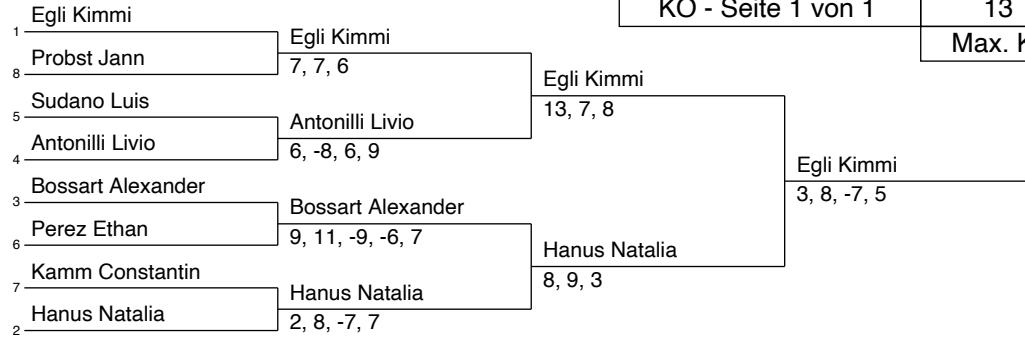 KO - Seite 1 von 1
13
Max. K
Egli Kimmi
1
Probst Jann
8
Sudano Luis
5
Antonilli Livio
4
Bossart Alexander
3
Perez Ethan
6
Kamm Constantin
7
Hanus Natalia
2
Egli Kimmi
7, 7, 6
Antonilli Livio
6, -8, 6, 9
Bossart Alexander
9, 11, -9, -6, 7
Hanus Natalia
2, 8, -7, 7
Egli Kimmi
13, 7, 8
Hanus Natalia
8, 9, 3
Egli Kimmi
3, 8, -7, 5